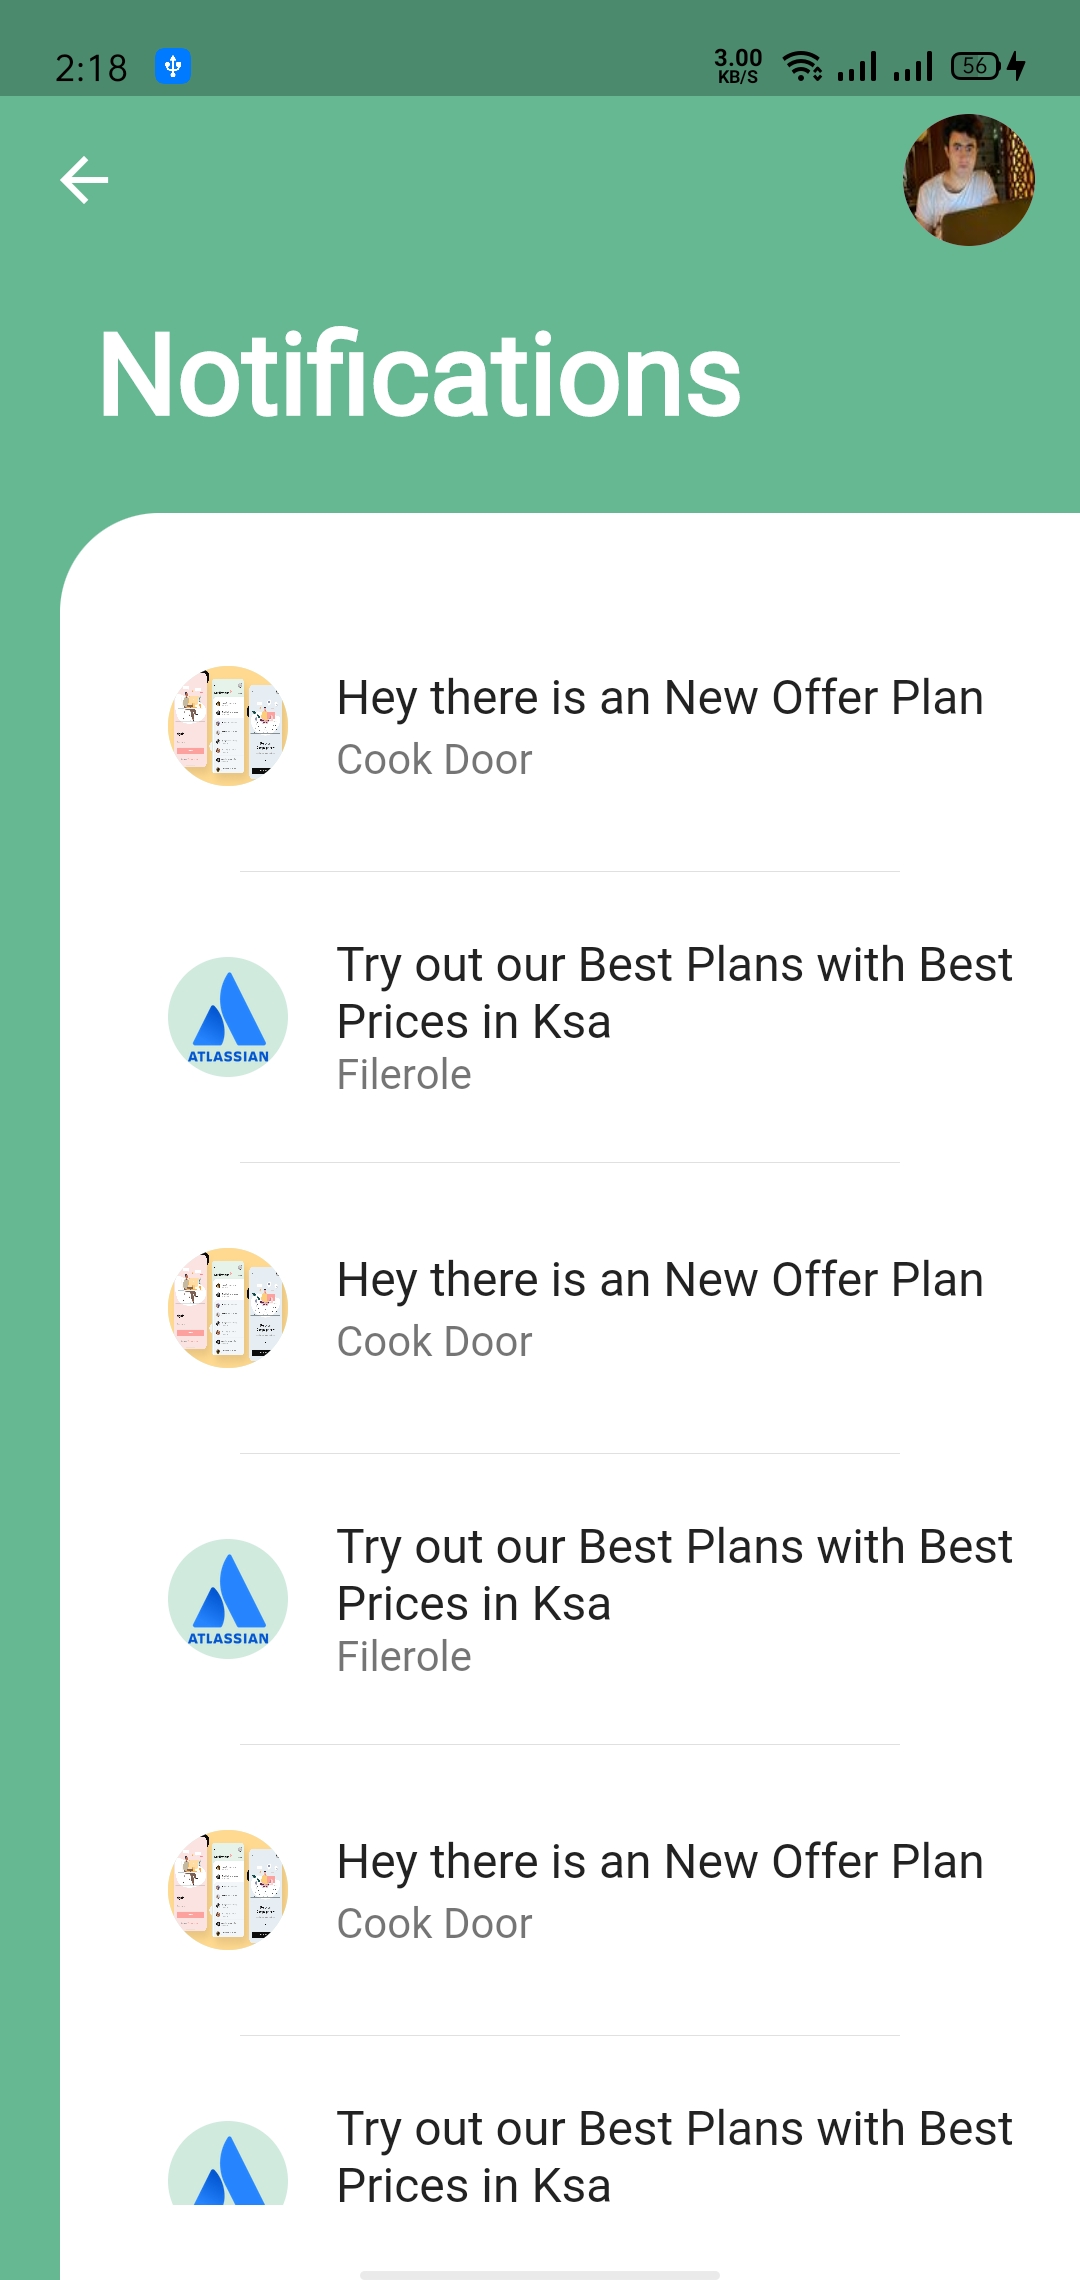 2:18
3.00
KB/S
56
Notifications
Hey there is an New Offer Plan
Cook Door
Try out our Best Plans with Best
Prices in Ksa
ATLASSIAN
Filerole
Hey there is an New Offer Plan
Cook Door
Try out our Best Plans with Best
Prices in Ksa
ATLASSIAN
Filerole
Hey there is an New Offer Plan
Cook Door
Try out our Best Plans with Best
Prices in Ksa